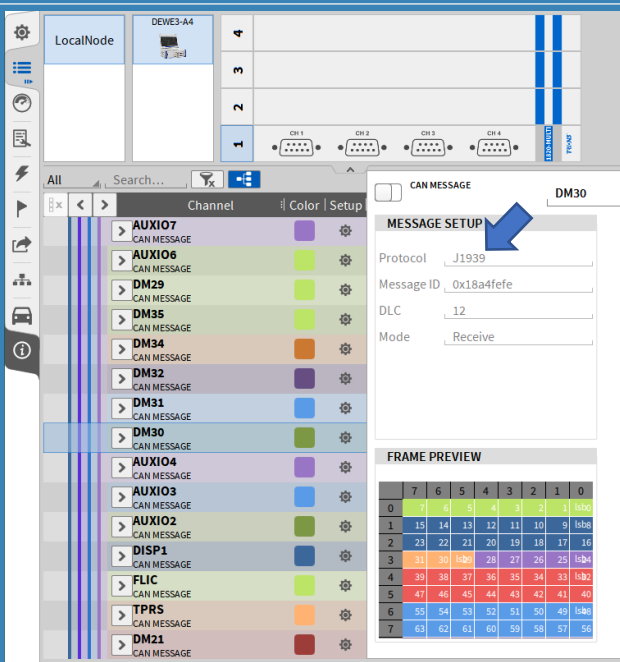 DEWE3-A4
LocalNode
4
3
2
1
CH 1
CH 2
CH 3
CH 4
1820-MULTI
All
Search...
Channel
Color
Setup
AUXIO7
CAN MESSAGE
AUXIO6
CAN MESSAGE
DM29
CAN MESSAGE
DM35
CAN MESSAGE
DM34
CAN MESSAGE
DM32
CAN MESSAGE
DM31
CAN MESSAGE
DM30
CAN MESSAGE
AUXIO4
CAN MESSAGE
AUXIO3
CAN MESSAGE
AUXIO2
CAN MESSAGE
DISP1
CAN MESSAGE
FLIC
CAN MESSAGE
TPRS
CAN MESSAGE
DM21
CAN MESSAGE
CAN MESSAGE
DM30
MESSAGE SETUP
Protocol J1939
Message ID 0x18a4fefe
DLC 12
Mode Receive
FRAME PREVIEW
7 6 5 4 3 2 1 0
0 7 6 5 4 3 2 1 lsb0
1 15 14 13 12 11 10 9 lsb8
2 23 22 21 20 19 18 17 16
3 31 30 lsb29 28 27 26 25 lsb24
4 39 38 37 36 35 34 33 lsb32
5 47 46 45 44 43 42 41 40
6 55 54 53 52 51 50 49 lsb48
7 63 62 61 60 59 58 57 56